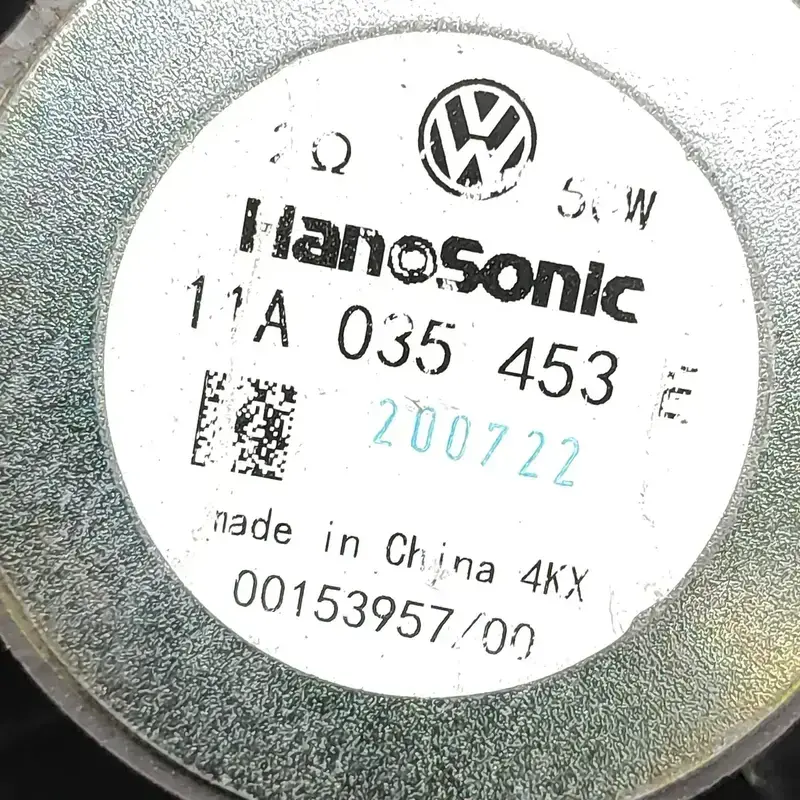 2Ω 50W
HanoSonic
11A 035 453 E
200722
made in China 4KX
00153957/00